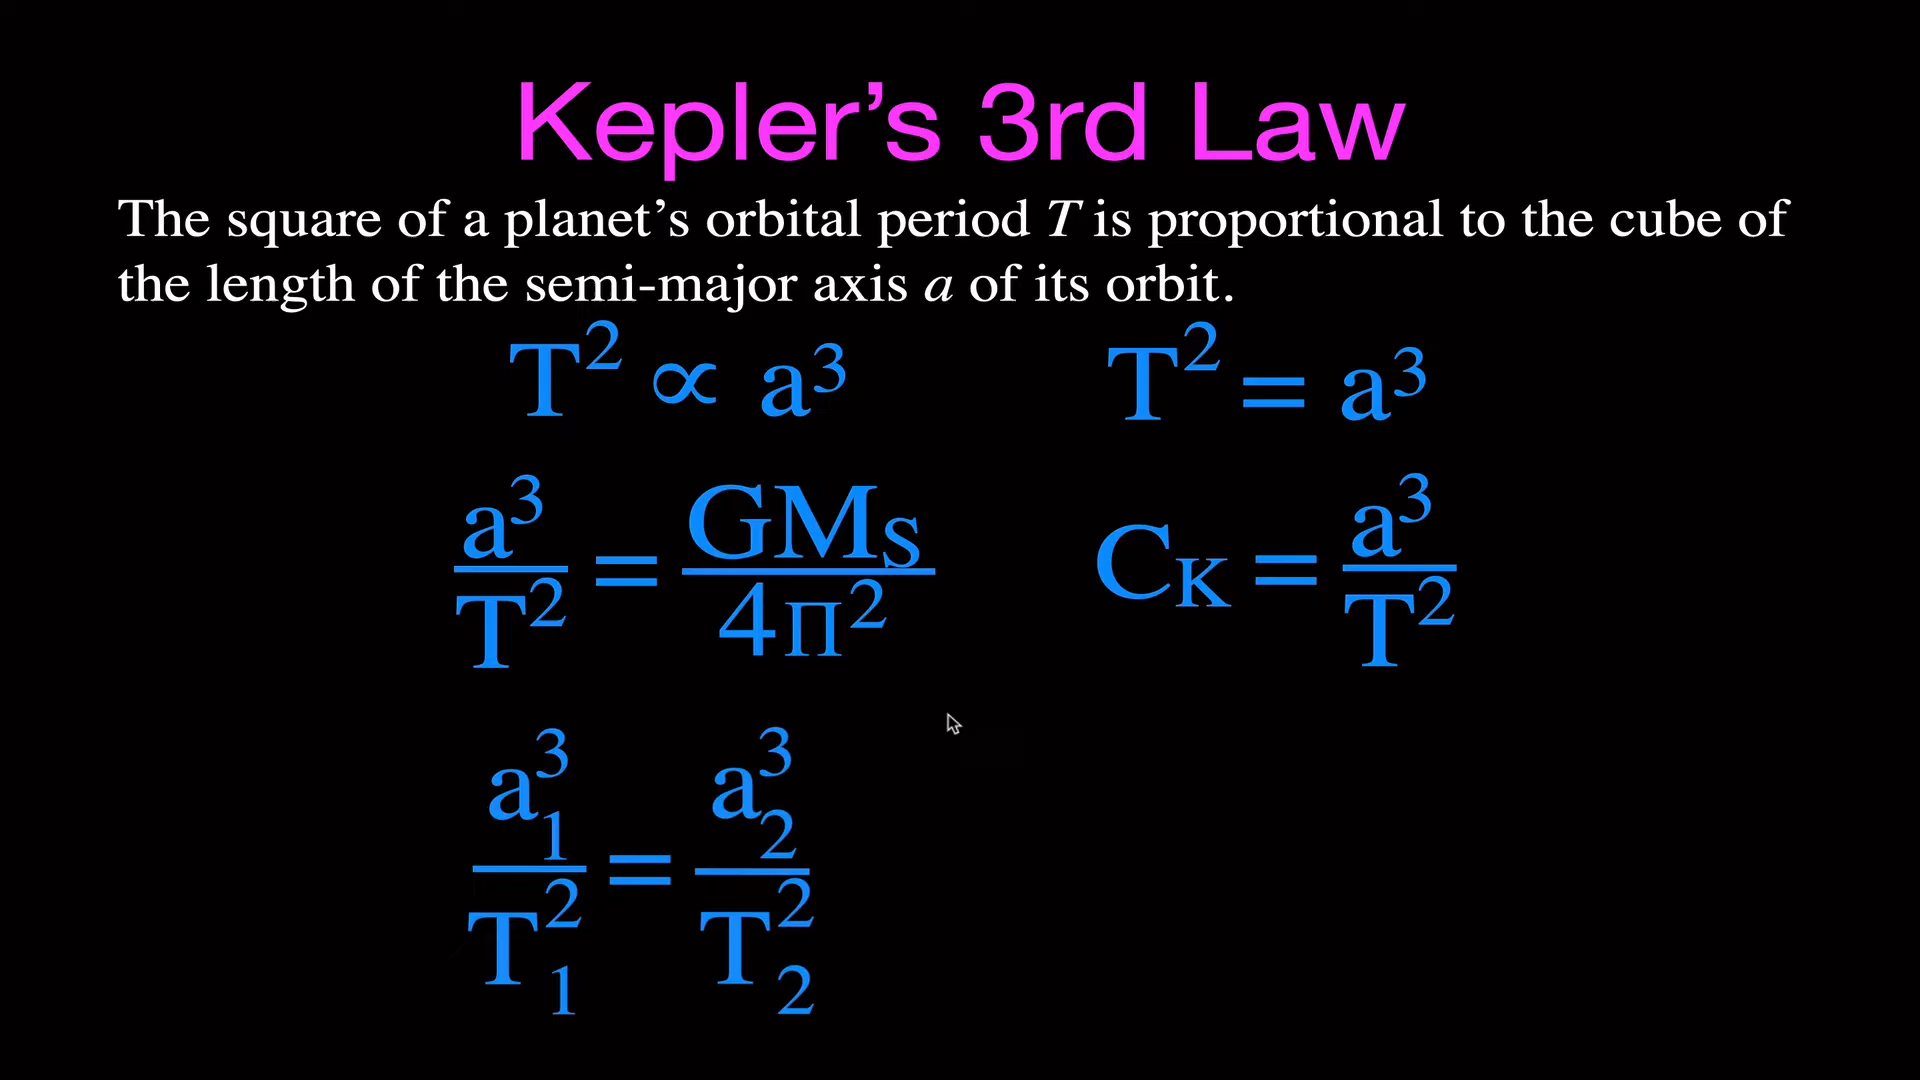 Kepler’s 3rd Law
The square of a planet’s orbital period T is proportional to the cube of
the length of the semi-major axis a of its orbit.
T² ∝ a³
T² = a³
a³/T² = GMₛ/4π²
C_K = a³/T²
a₁³/T₁² = a₂³/T₂²